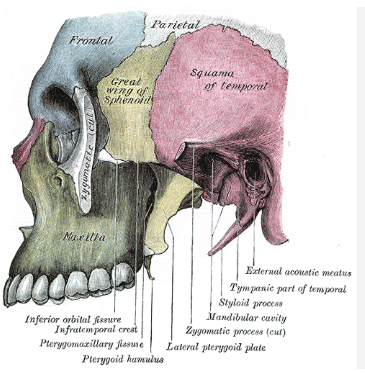 Parietal
Frontal
Great
wing of
Sphenoid
Squama
of temporal
Zygomatic (cut)
Maxilla
External acoustic meatus
Tympanic part of temporal
Styloid process
Mandibular cavity
Zygomatic process (cut)
Lateral pterygoid plate
Inferior orbital fissure
Infratemporal crest
Pterygomaxillary fissure
Pterygoid hamulus